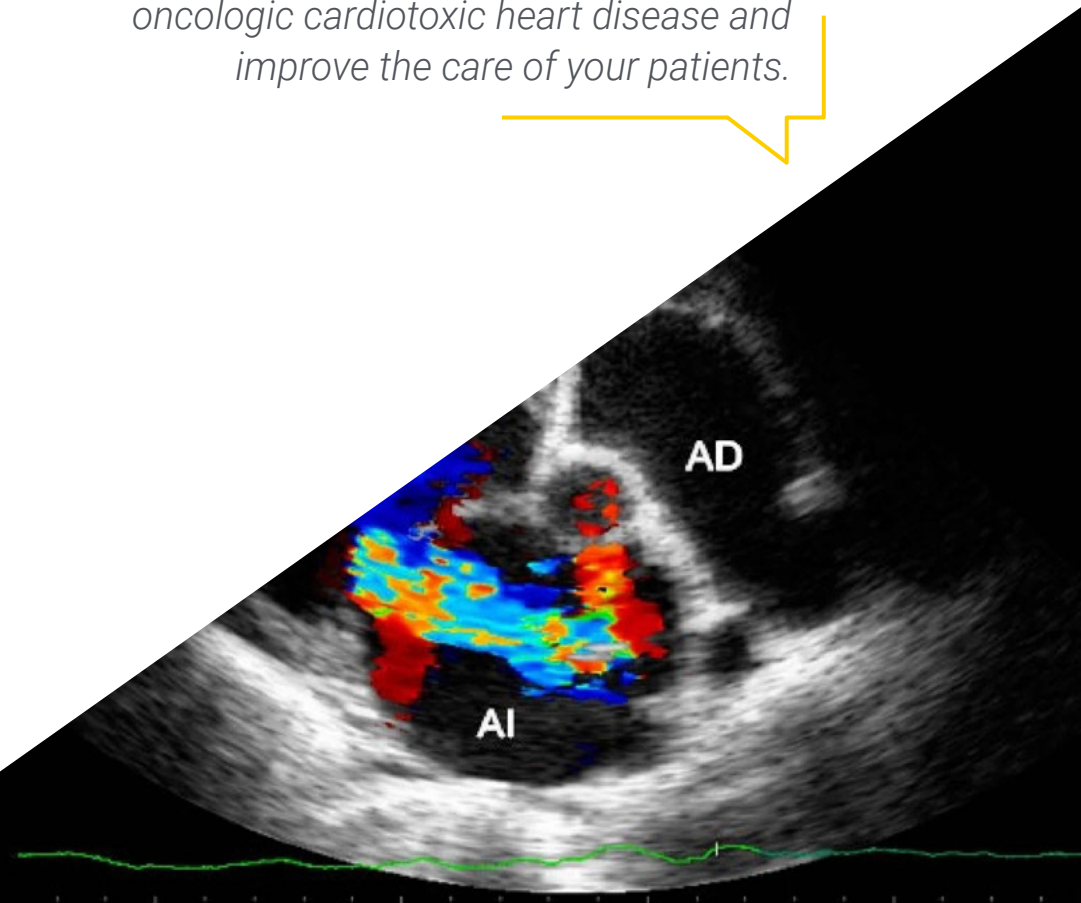 oncologic cardiotoxic heart disease and
improve the care of your patients.
AD
AI